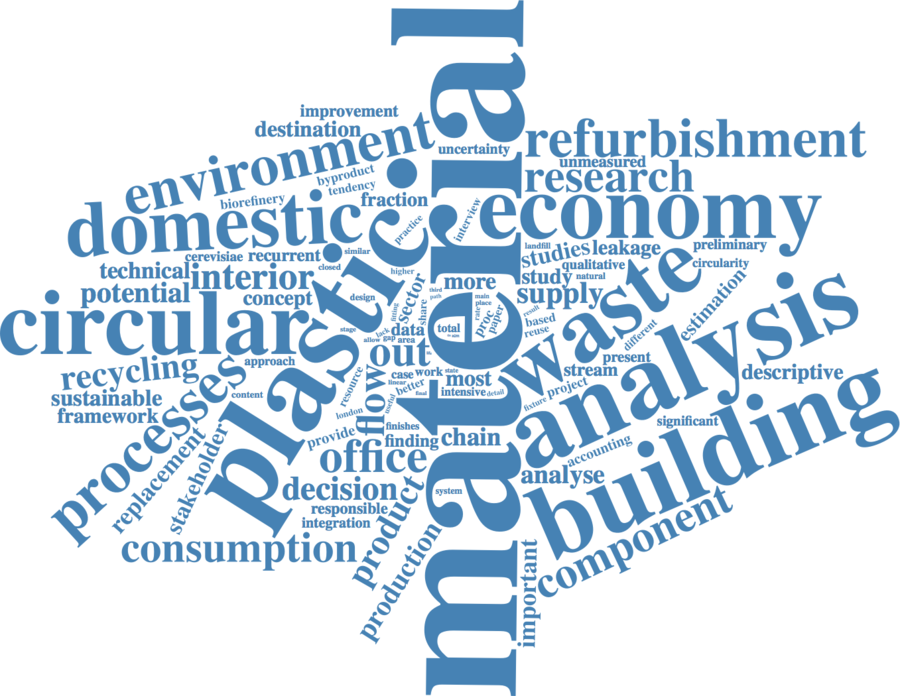 material
improvement
destination
environment
uncertainty
refurbishment
unmeasured
research
byproduct
tendency
biorefinery
fraction
domestic
plastic
practice
interview
economy
cerevisiae
recurrent
similar
closed
higher
landfill
studies
leakage
preliminary
qualitative
circularity
technical
interior
study
natural
potential
concept
design
sector
more
third
path
main
place
supply
waste
estimation
circular
stage
timing
share
data
lack
gap
area
allow
total
rate
proc
paper
result
based
reuse
different
analysis
recycling
approach
out
case
work
state
present
stream
descriptive
sustainable
framework
processes
content
resource
flow
linear
better
most
intensive
detail
final
useful
project
fixture
london
replacement
stakeholder
provide
finishes
finding
chain
significant
accounting
building
office
analyse
decision
product
system
responsible
integration
component
consumption
production
important